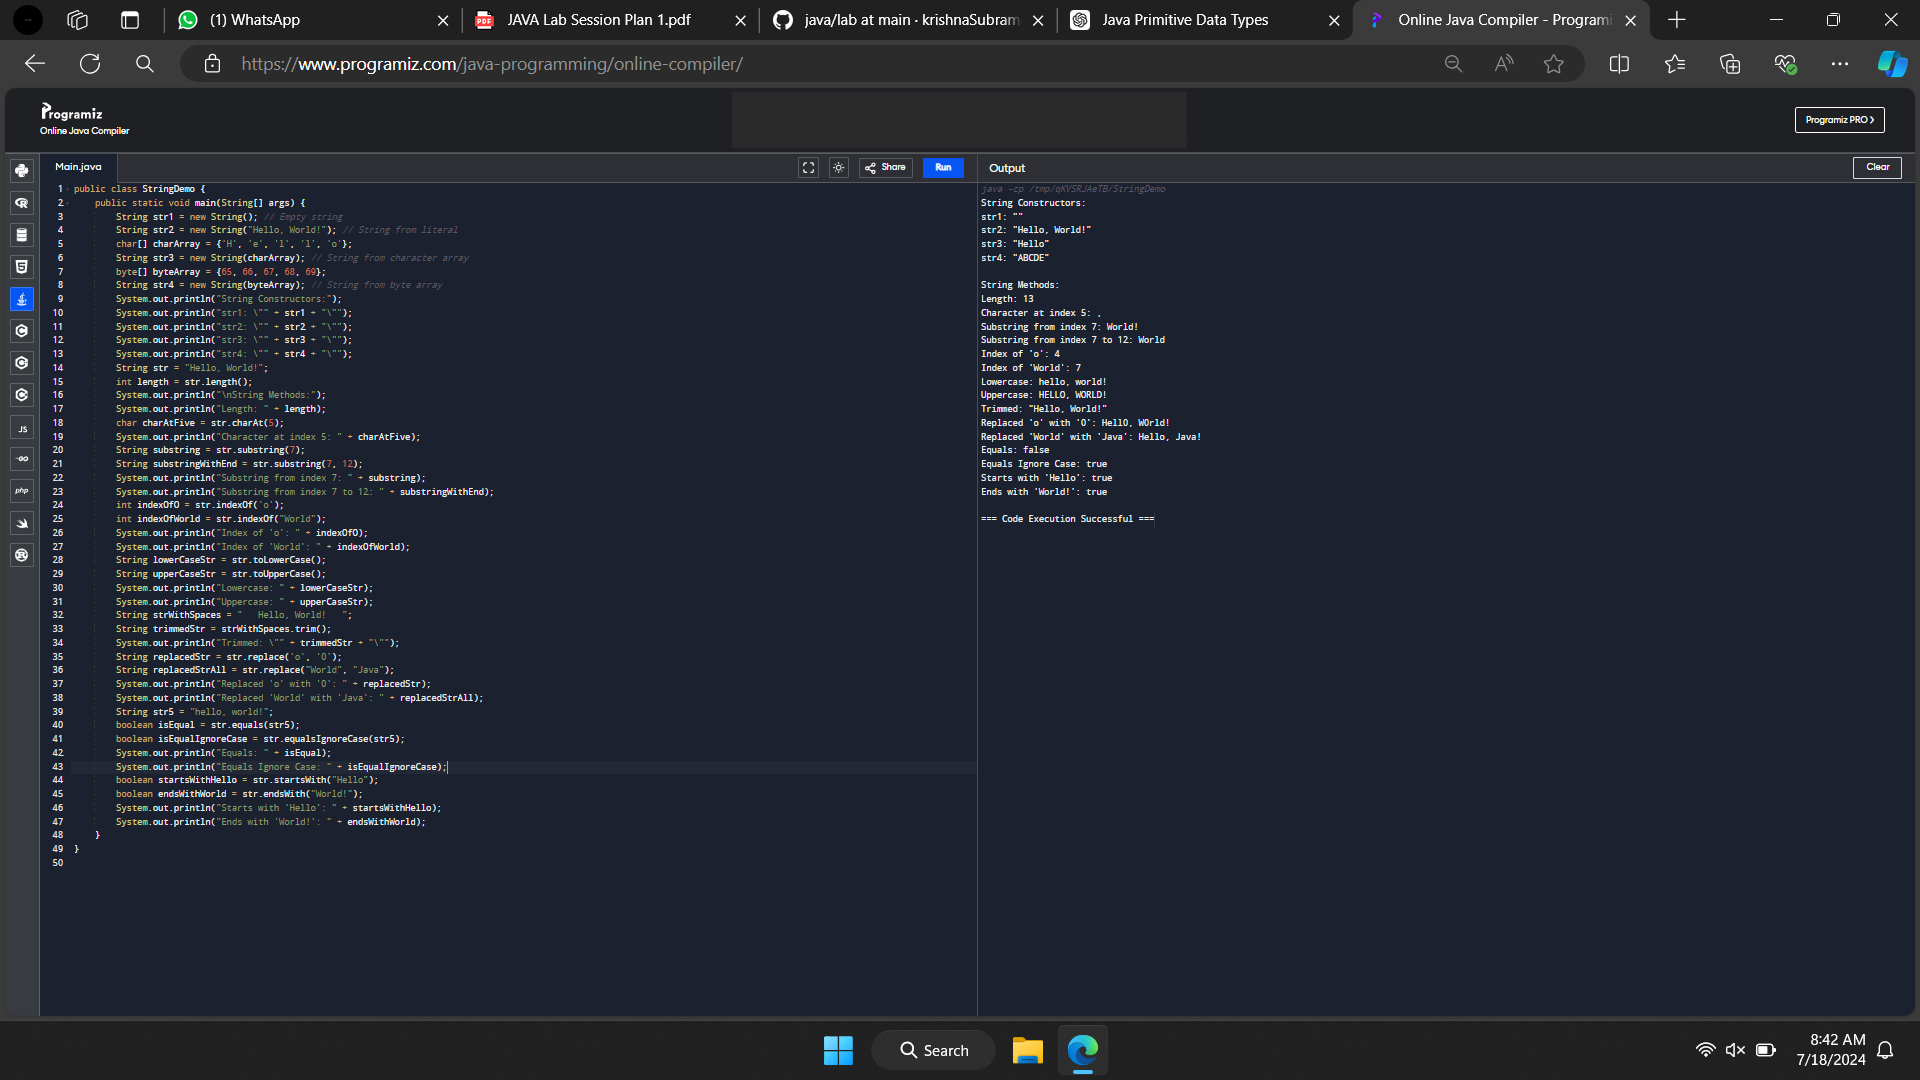 (1) WhatsApp
JAVA Lab Session Plan 1.pdf
java/lab at main · krishnaSubram
Java Primitive Data Types
Online Java Compiler - Programi
https://www.programiz.com/java-programming/online-compiler/
Programiz
Online Java Compiler
Programiz PRO >
Main.java
Share
Run
Output
Clear
1 public class StringDemo {
2 public static void main(String[] args) {
3 String str1 = new String(); // Empty string
4 String str2 = new String("Hello, World!"); // String from literal
5 char[] charArray = {'H', 'e', 'l', 'l', 'o'};
6 String str3 = new String(charArray); // String from character array
7 byte[] byteArray = {65, 66, 67, 68, 69};
8 String str4 = new String(byteArray); // String from byte array
9 System.out.println("String Constructors:");
10 System.out.println("str1: \"" + str1 + "\"");
11 System.out.println("str2: \"" + str2 + "\"");
12 System.out.println("str3: \"" + str3 + "\"");
13 System.out.println("str4: \"" + str4 + "\"");
14 String str = "Hello, World!";
15 int length = str.length();
16 System.out.println("\nString Methods:");
17 System.out.println("Length: " + length);
18 char charAtFive = str.charAt(5);
19 System.out.println("Character at index 5: " + charAtFive);
20 String substring = str.substring(7);
21 String substringWithEnd = str.substring(7, 12);
22 System.out.println("Substring from index 7: " + substring);
23 System.out.println("Substring from index 7 to 12: " + substringWithEnd);
24 int indexOfO = str.indexOf('o');
25 int indexOfWorld = str.indexOf("World");
26 System.out.println("Index of 'o': " + indexOfO);
27 System.out.println("Index of 'World': " + indexOfWorld);
28 String lowerCaseStr = str.toLowerCase();
29 String upperCaseStr = str.toUpperCase();
30 System.out.println("Lowercase: " + lowerCaseStr);
31 System.out.println("Uppercase: " + upperCaseStr);
32 String strWithSpaces = "   Hello, World!   ";
33 String trimmedStr = strWithSpaces.trim();
34 System.out.println("Trimmed: \"" + trimmedStr + "\"");
35 String replacedStr = str.replace('o', 'O');
36 String replacedStrAll = str.replace("World", "Java");
37 System.out.println("Replaced 'o' with 'O': " + replacedStr);
38 System.out.println("Replaced 'World' with 'Java': " + replacedStrAll);
39 String str5 = "hello, world!";
40 boolean isEqual = str.equals(str5);
41 boolean isEqualIgnoreCase = str.equalsIgnoreCase(str5);
42 System.out.println("Equals: " + isEqual);
43 System.out.println("Equals Ignore Case: " + isEqualIgnoreCase);
44 boolean startsWithHello = str.startsWith("Hello");
45 boolean endsWithWorld = str.endsWith("World!");
46 System.out.println("Starts with 'Hello': " + startsWithHello);
47 System.out.println("Ends with 'World!': " + endsWithWorld);
48 }
49 }
50
java -cp /tmp/qKVSRJAeTB/StringDemo
String Constructors:
str1: ""
str2: "Hello, World!"
str3: "Hello"
str4: "ABCDE"
String Methods:
Length: 13
Character at index 5: ,
Substring from index 7: World!
Substring from index 7 to 12: World
Index of 'o': 4
Index of 'World': 7
Lowercase: hello, world!
Uppercase: HELLO, WORLD!
Trimmed: "Hello, World!"
Replaced 'o' with 'O': HellO, WOrld!
Replaced 'World' with 'Java': Hello, Java!
Equals: false
Equals Ignore Case: true
Starts with 'Hello': true
Ends with 'World!': true
=== Code Execution Successful ===
JS
GO
php
Search
8:42 AM
7/18/2024